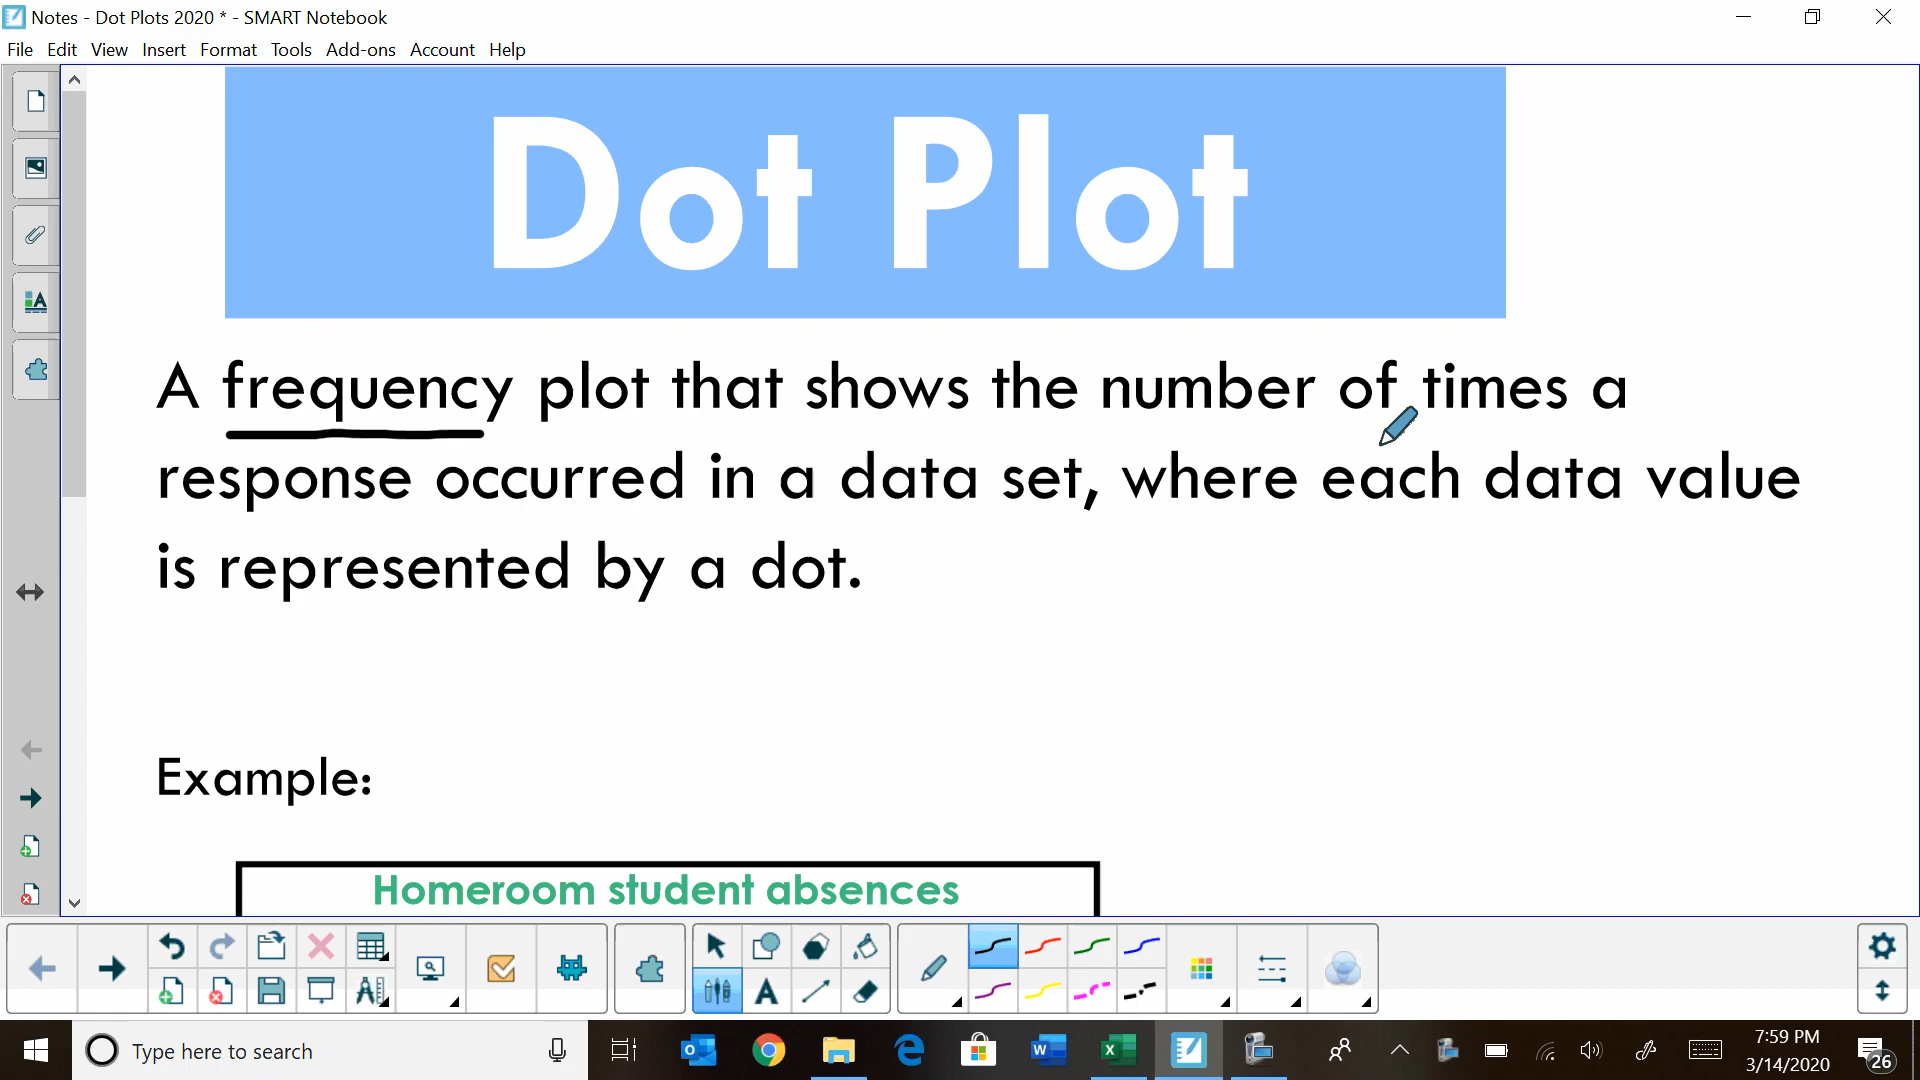 Notes - Dot Plots 2020 * - SMART Notebook
File Edit View Insert Format Tools Add-ons Account Help
Dot Plot
A frequency plot that shows the number of times a
response occurred in a data set, where each data value
is represented by a dot.
Example:
Homeroom student absences
Type here to search
7:59 PM
3/14/2020
26